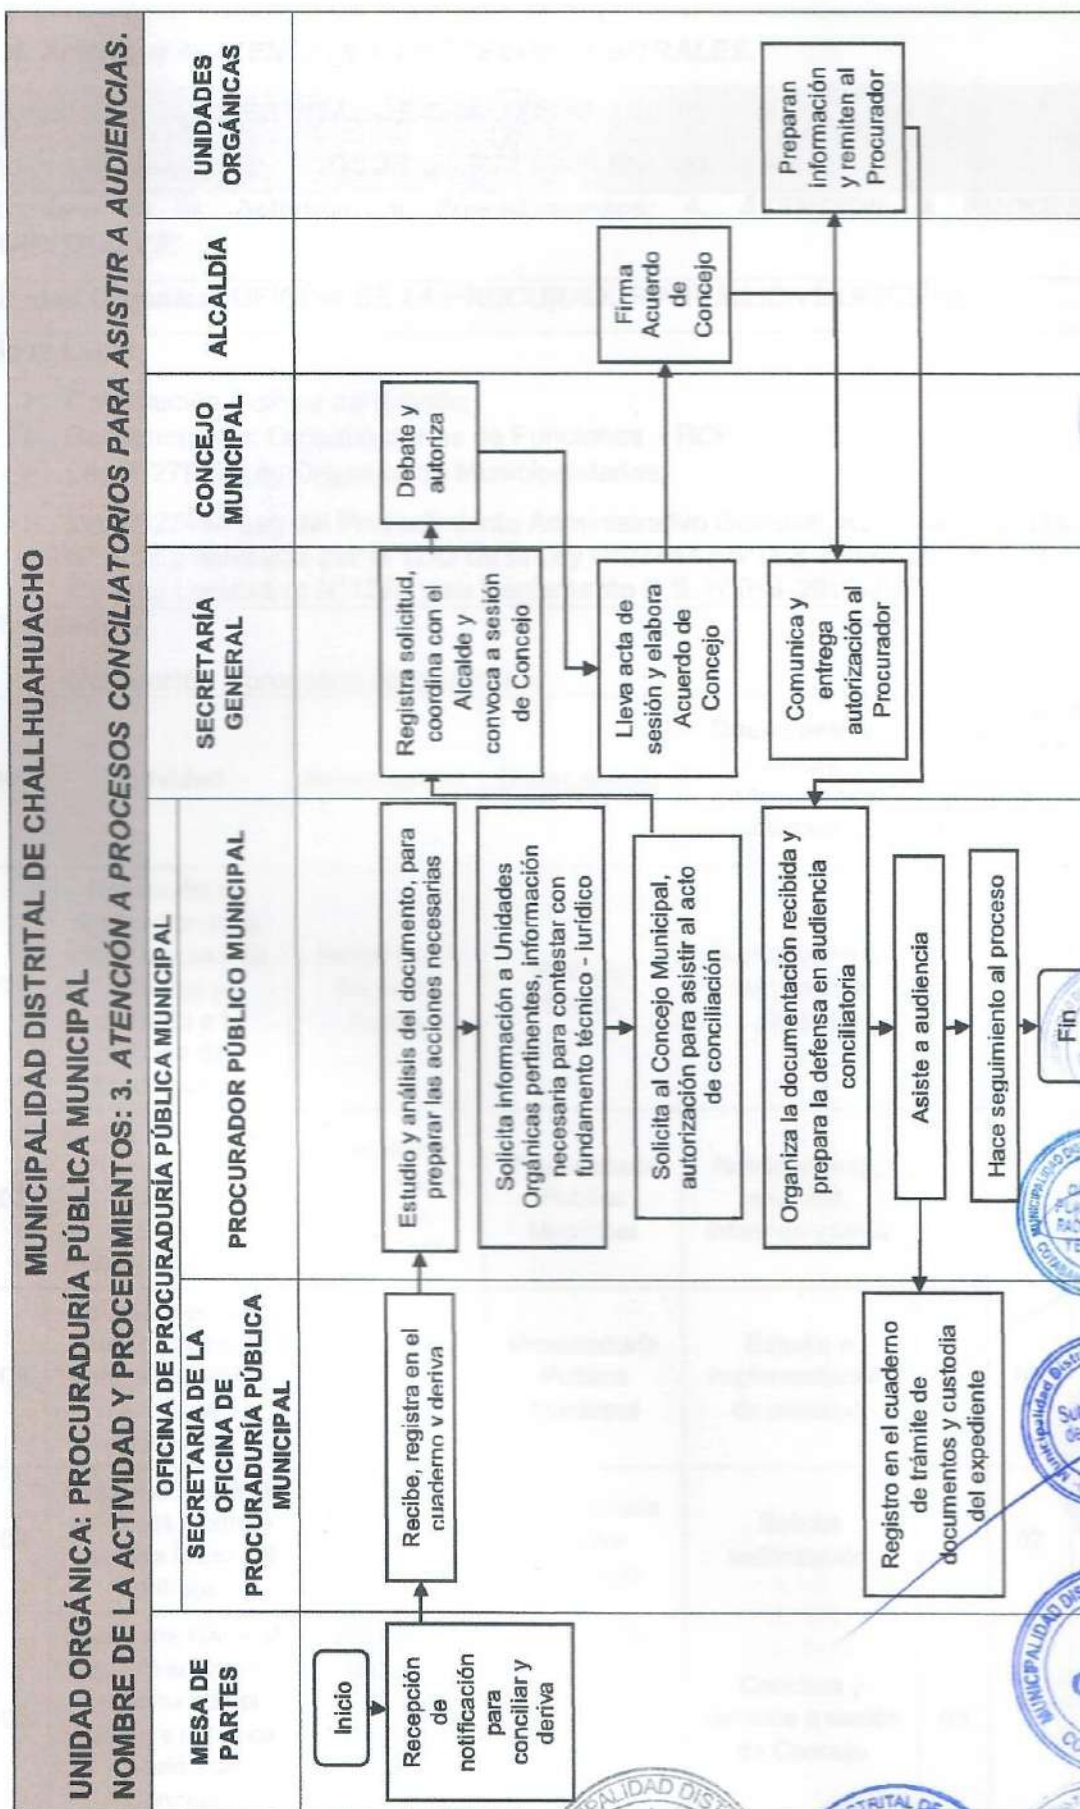 MUNICIPALIDAD DISTRITAL DE CHALLHUAHUACHO
UNIDAD ORGÁNICA: PROCURADURÍA PÚBLICA MUNICIPAL
NOMBRE DE LA ACTIVIDAD Y PROCEDIMIENTOS: 3. ATENCIÓN A PROCESOS CONCILIATORIOS PARA ASISTIR A AUDIENCIAS.
OFICINA DE PROCURADURÍA PÚBLICA MUNICIPAL
MESA DE
PARTES
SECRETARIA DE LA
OFICINA DE
PROCURADURÍA PÚBLICA
MUNICIPAL
PROCURADOR PÚBLICO MUNICIPAL
SECRETARÍA
GENERAL
CONCEJO
MUNICIPAL
ALCALDÍA
UNIDADES
ORGÁNICAS
Inicio
Recepción
de
notificación
para
conciliar y
deriva
Recibe, registra en el
cuaderno y deriva
Estudio y análisis del documento, para
preparar las acciones necesarias
Solicita información a Unidades
Orgánicas pertinentes, información
necesaria para contestar con
fundamento técnico - jurídico
Solicita al Concejo Municipal,
autorización para asistir al acto
de conciliación
Registra solicitud,
coordina con el
Alcalde y
convoca a sesión
de Concejo
Debate y
autoriza
Lleva acta de
sesión y elabora
Acuerdo de
Concejo
Firma
Acuerdo
de
Concejo
Comunica y
entrega
autorización al
Procurador
Preparan
información
y remiten al
Procurador
Organiza la documentación recibida y
prepara la defensa en audiencia
conciliatoria
Asiste a audiencia
Registro en el cuaderno
de trámite de
documentos y custodia
del expediente
Hace seguimiento al proceso
Fin